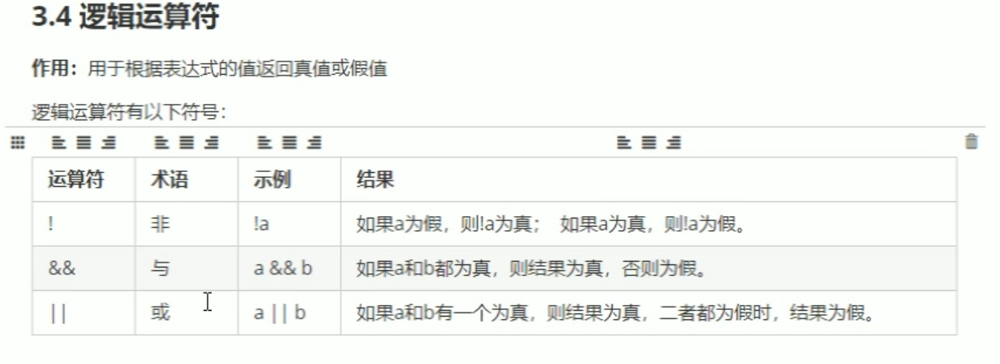 3.4 逻辑运算符
作用：用于根据表达式的值返回真值或假值
逻辑运算符有以下符号：
运算符 术语 示例 结果
! 非 !a 如果a为假，则!a为真； 如果a为真，则!a为假。
&& 与 a && b 如果a和b都为真，则结果为真，否则为假。
|| 或 a || b 如果a和b有一个为真，则结果为真，二者都为假时，结果为假。